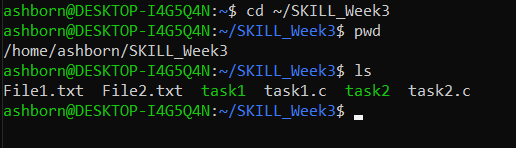 ashborn@DESKTOP-I4G5Q4N:~$ cd ~/SKILL_Week3
ashborn@DESKTOP-I4G5Q4N:~/SKILL_Week3$ pwd
/home/ashborn/SKILL_Week3
ashborn@DESKTOP-I4G5Q4N:~/SKILL_Week3$ ls
File1.txt  File2.txt  task1  task1.c  task2  task2.c
ashborn@DESKTOP-I4G5Q4N:~/SKILL_Week3$